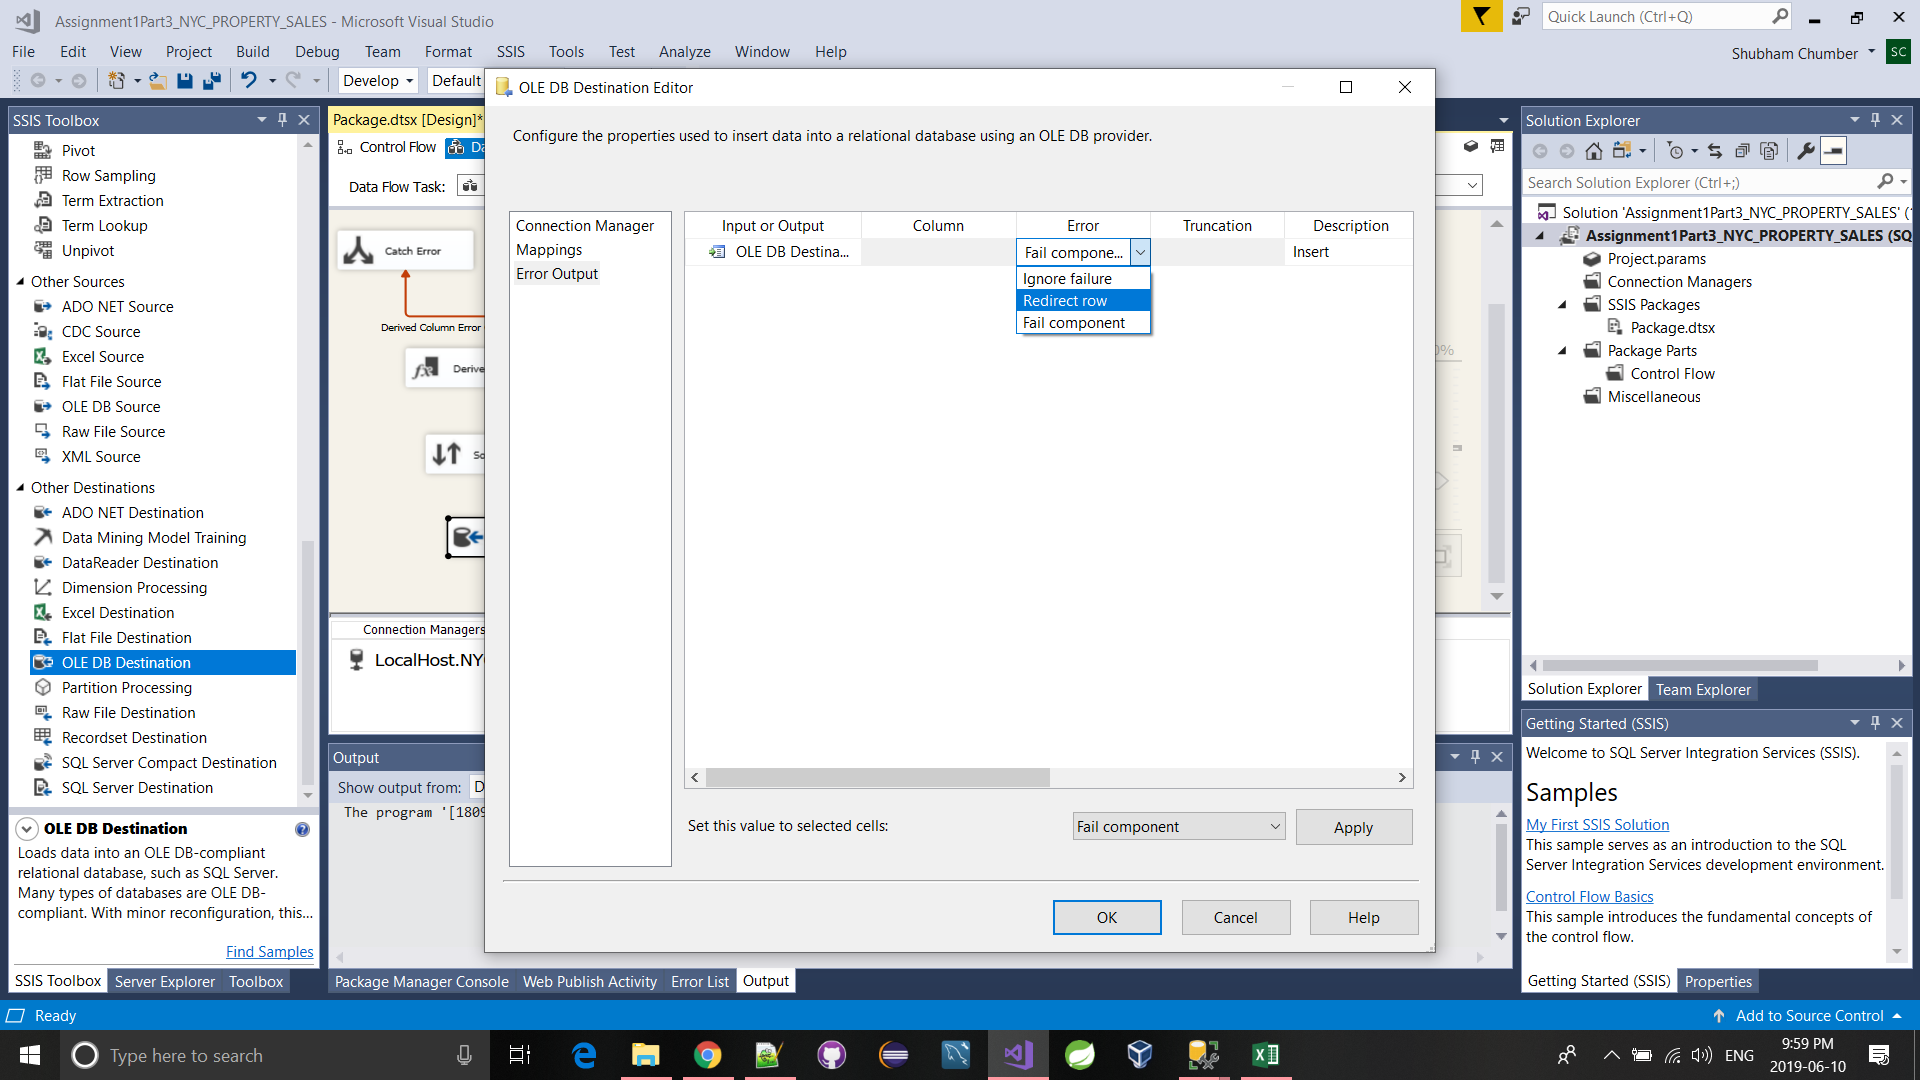 Assignment1Part3_NYC_PROPERTY_SALES - Microsoft Visual Studio
Quick Launch (Ctrl+Q)
File Edit View Project Build Debug Team Format SSIS Tools Test Analyze Window Help
Shubham Chumber SC
Develop Default
SSIS Toolbox
Pivot
Row Sampling
Term Extraction
Term Lookup
Unpivot
Other Sources
ADO NET Source
CDC Source
Excel Source
Flat File Source
OLE DB Source
Raw File Source
XML Source
Other Destinations
ADO NET Destination
Data Mining Model Training
DataReader Destination
Dimension Processing
Excel Destination
Flat File Destination
OLE DB Destination
Partition Processing
Raw File Destination
Recordset Destination
SQL Server Compact Destination
SQL Server Destination
OLE DB Destination
Loads data into an OLE DB-compliant
relational database, such as SQL Server.
Many types of databases are OLE DB-
compliant. With minor reconfiguration, this...
Find Samples
SSIS Toolbox Server Explorer Toolbox
Package.dtsx [Design]*
Control Flow Da
Data Flow Task:
Catch Error
Derived Column Error
Derive
So
0%
Connection Managers
LocalHost.NY
Output
Show output from: D
The program '[1809
Package Manager Console Web Publish Activity Error List Output
OLE DB Destination Editor
Configure the properties used to insert data into a relational database using an OLE DB provider.
Connection Manager
Mappings
Error Output
Input or Output Column Error Truncation Description
OLE DB Destina... Fail compone... Insert
Ignore failure
Redirect row
Fail component
Set this value to selected cells: Fail component Apply
OK Cancel Help
Solution Explorer
Search Solution Explorer (Ctrl+;)
Solution 'Assignment1Part3_NYC_PROPERTY_SALES' (
Assignment1Part3_NYC_PROPERTY_SALES (SQ
Project.params
Connection Managers
SSIS Packages
Package.dtsx
Package Parts
Control Flow
Miscellaneous
Solution Explorer Team Explorer
Getting Started (SSIS)
Welcome to SQL Server Integration Services (SSIS).
Samples
My First SSIS Solution
This sample serves as an introduction to the SQL
Server Integration Services development environment.
Control Flow Basics
This sample introduces the fundamental concepts of
the control flow.
Getting Started (SSIS) Properties
Ready
Add to Source Control
Type here to search
ENG
9:59 PM
2019-06-10